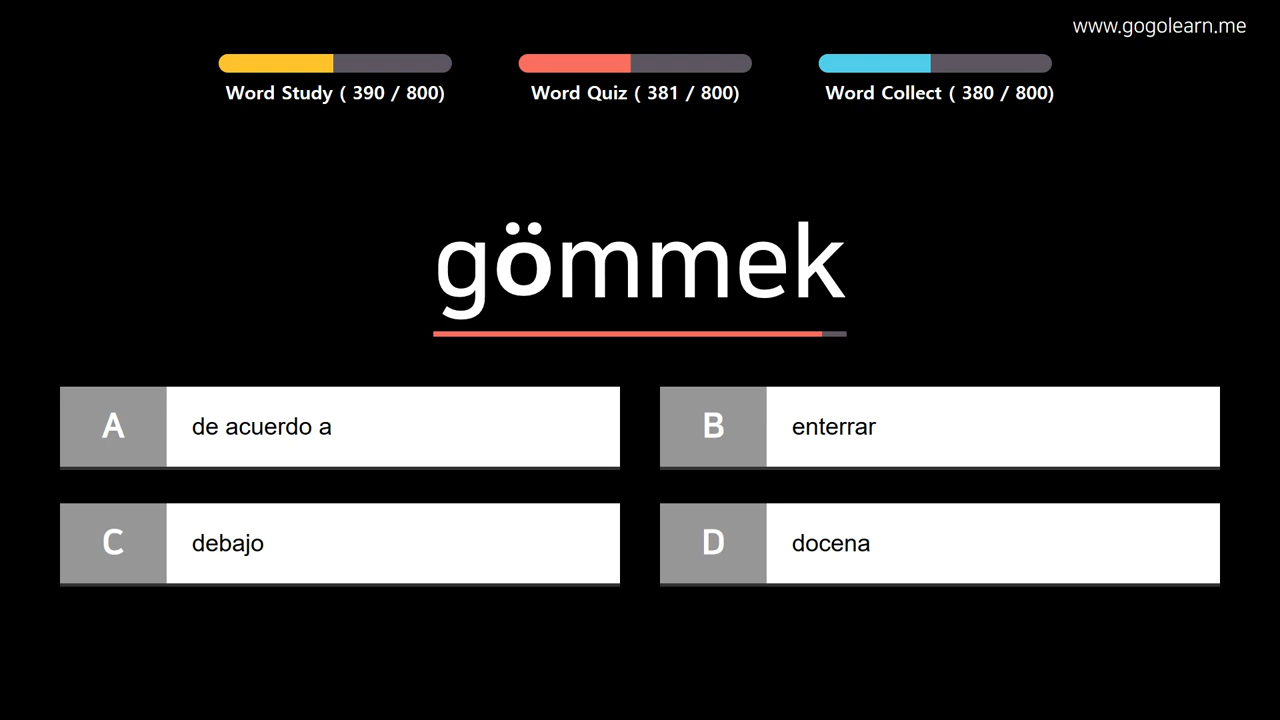 www.gogolearn.me
Word Study ( 390 / 800)
Word Quiz ( 381 / 800)
Word Collect ( 380 / 800)
gömmek
A
de acuerdo a
B
enterrar
C
debajo
D
docena